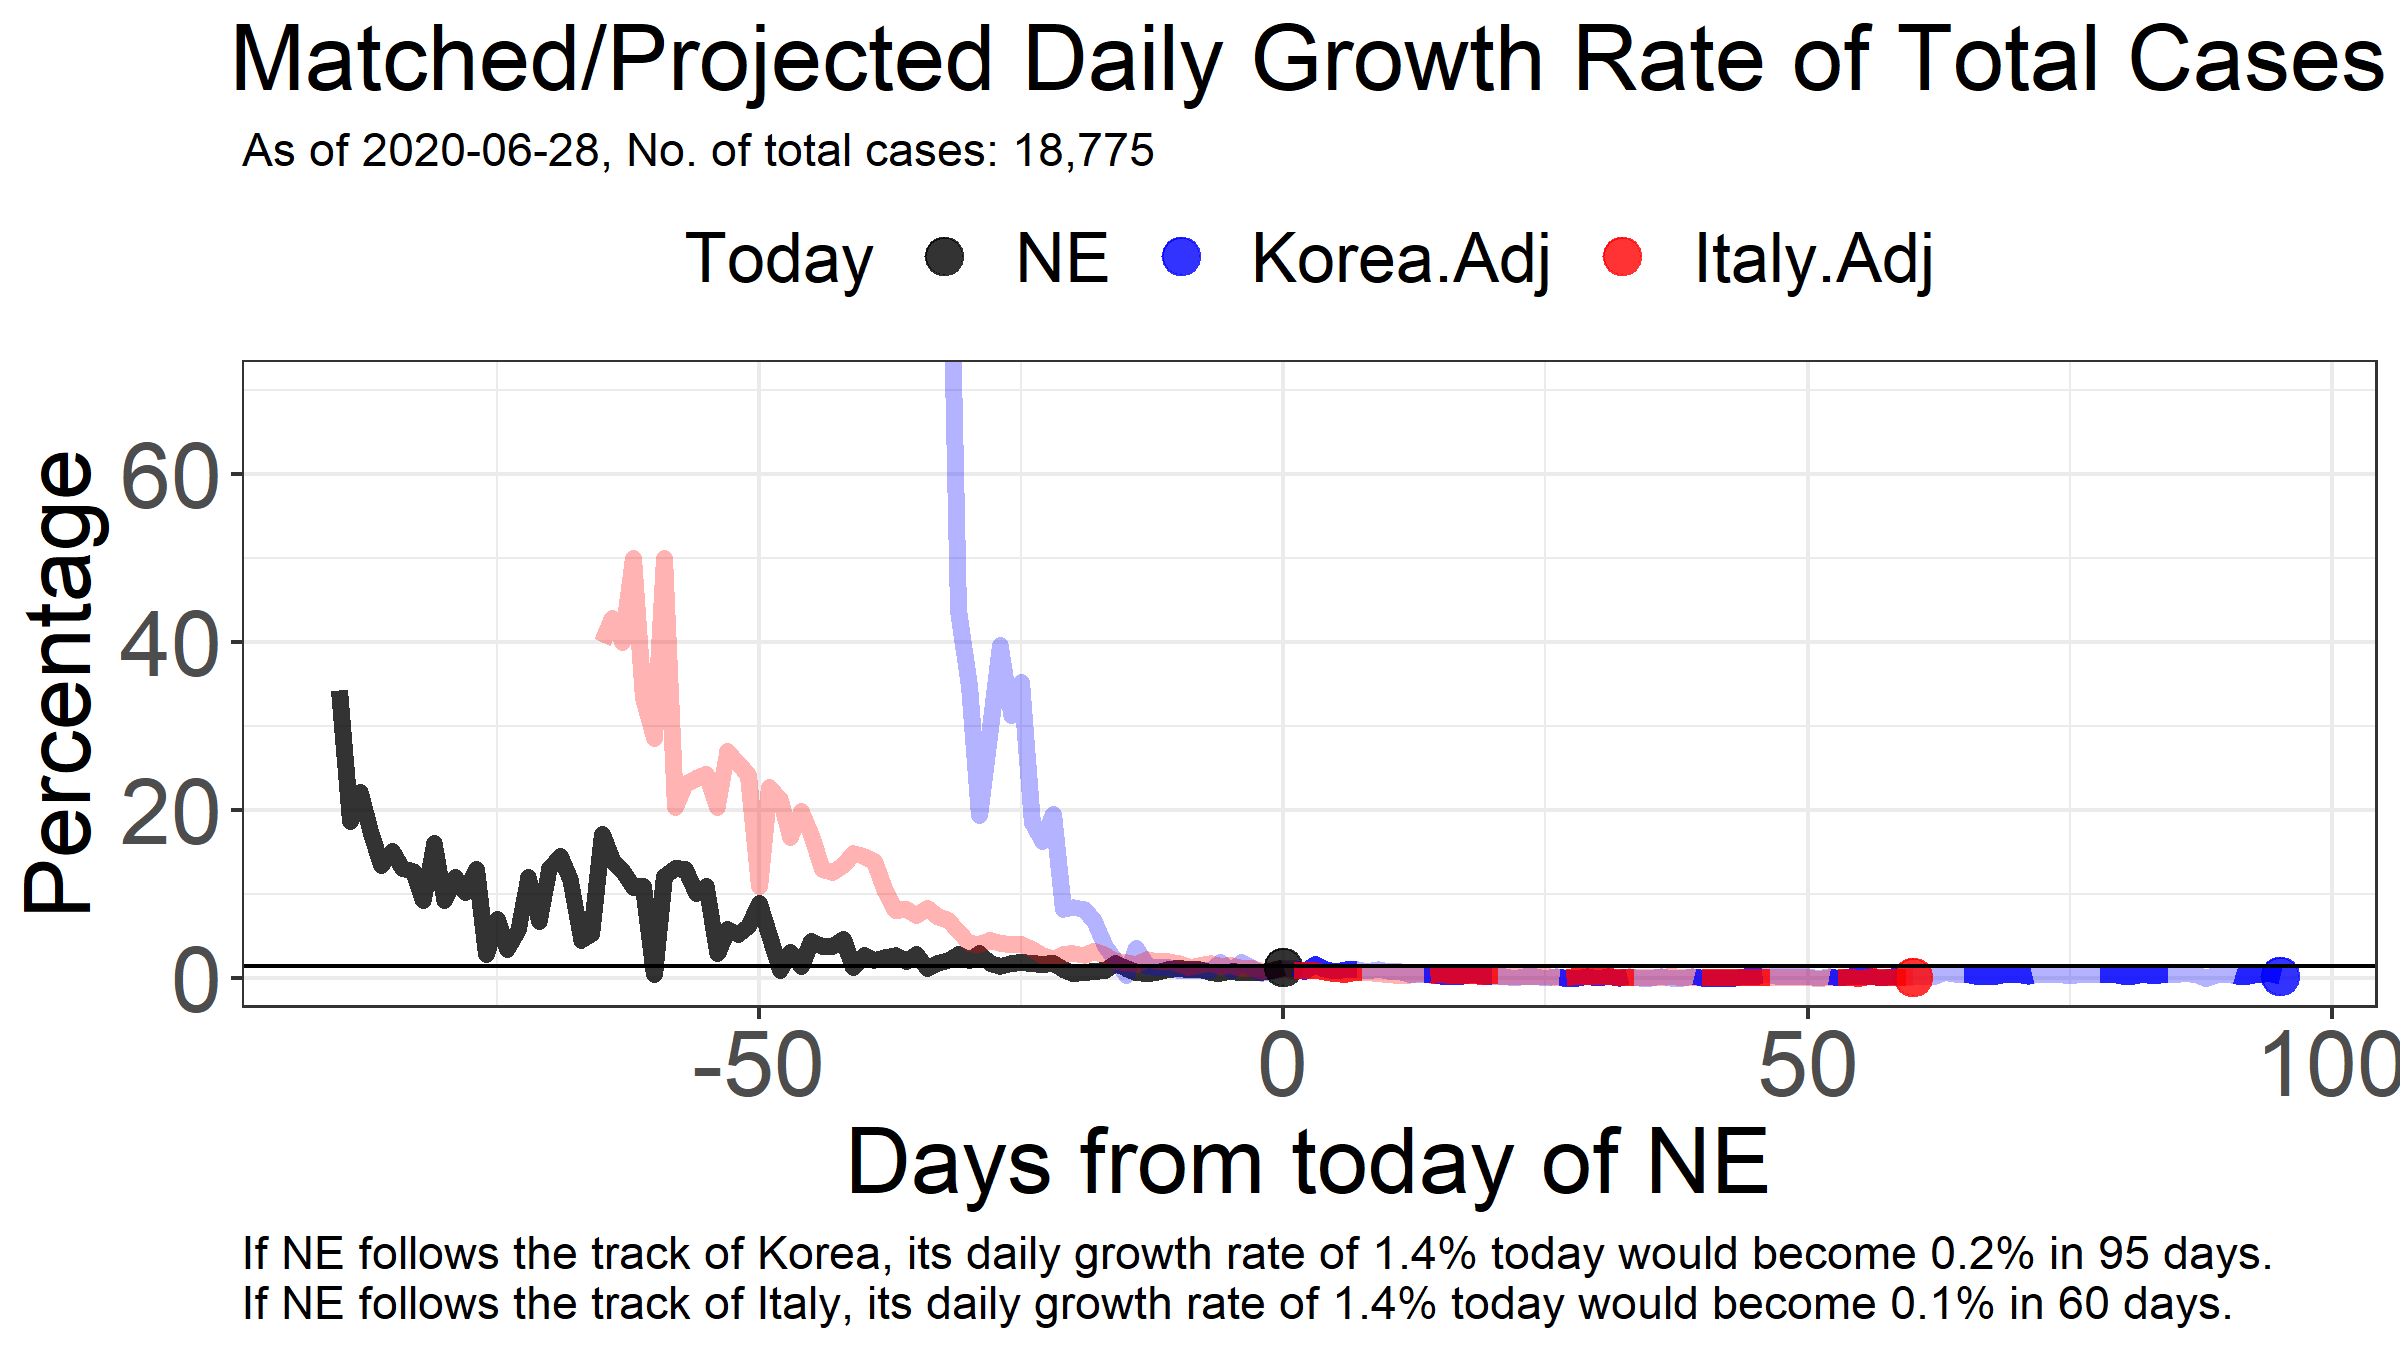 Matched/Projected Daily Growth Rate of Total Cases
As of 2020-06-28, No. of total cases: 18,775
Today NE Korea.Adj Italy.Adj
Percentage
60
40
20
0
-50 0 50 100
Days from today of NE
If NE follows the track of Korea, its daily growth rate of 1.4% today would become 0.2% in 95 days.
If NE follows the track of Italy, its daily growth rate of 1.4% today would become 0.1% in 60 days.